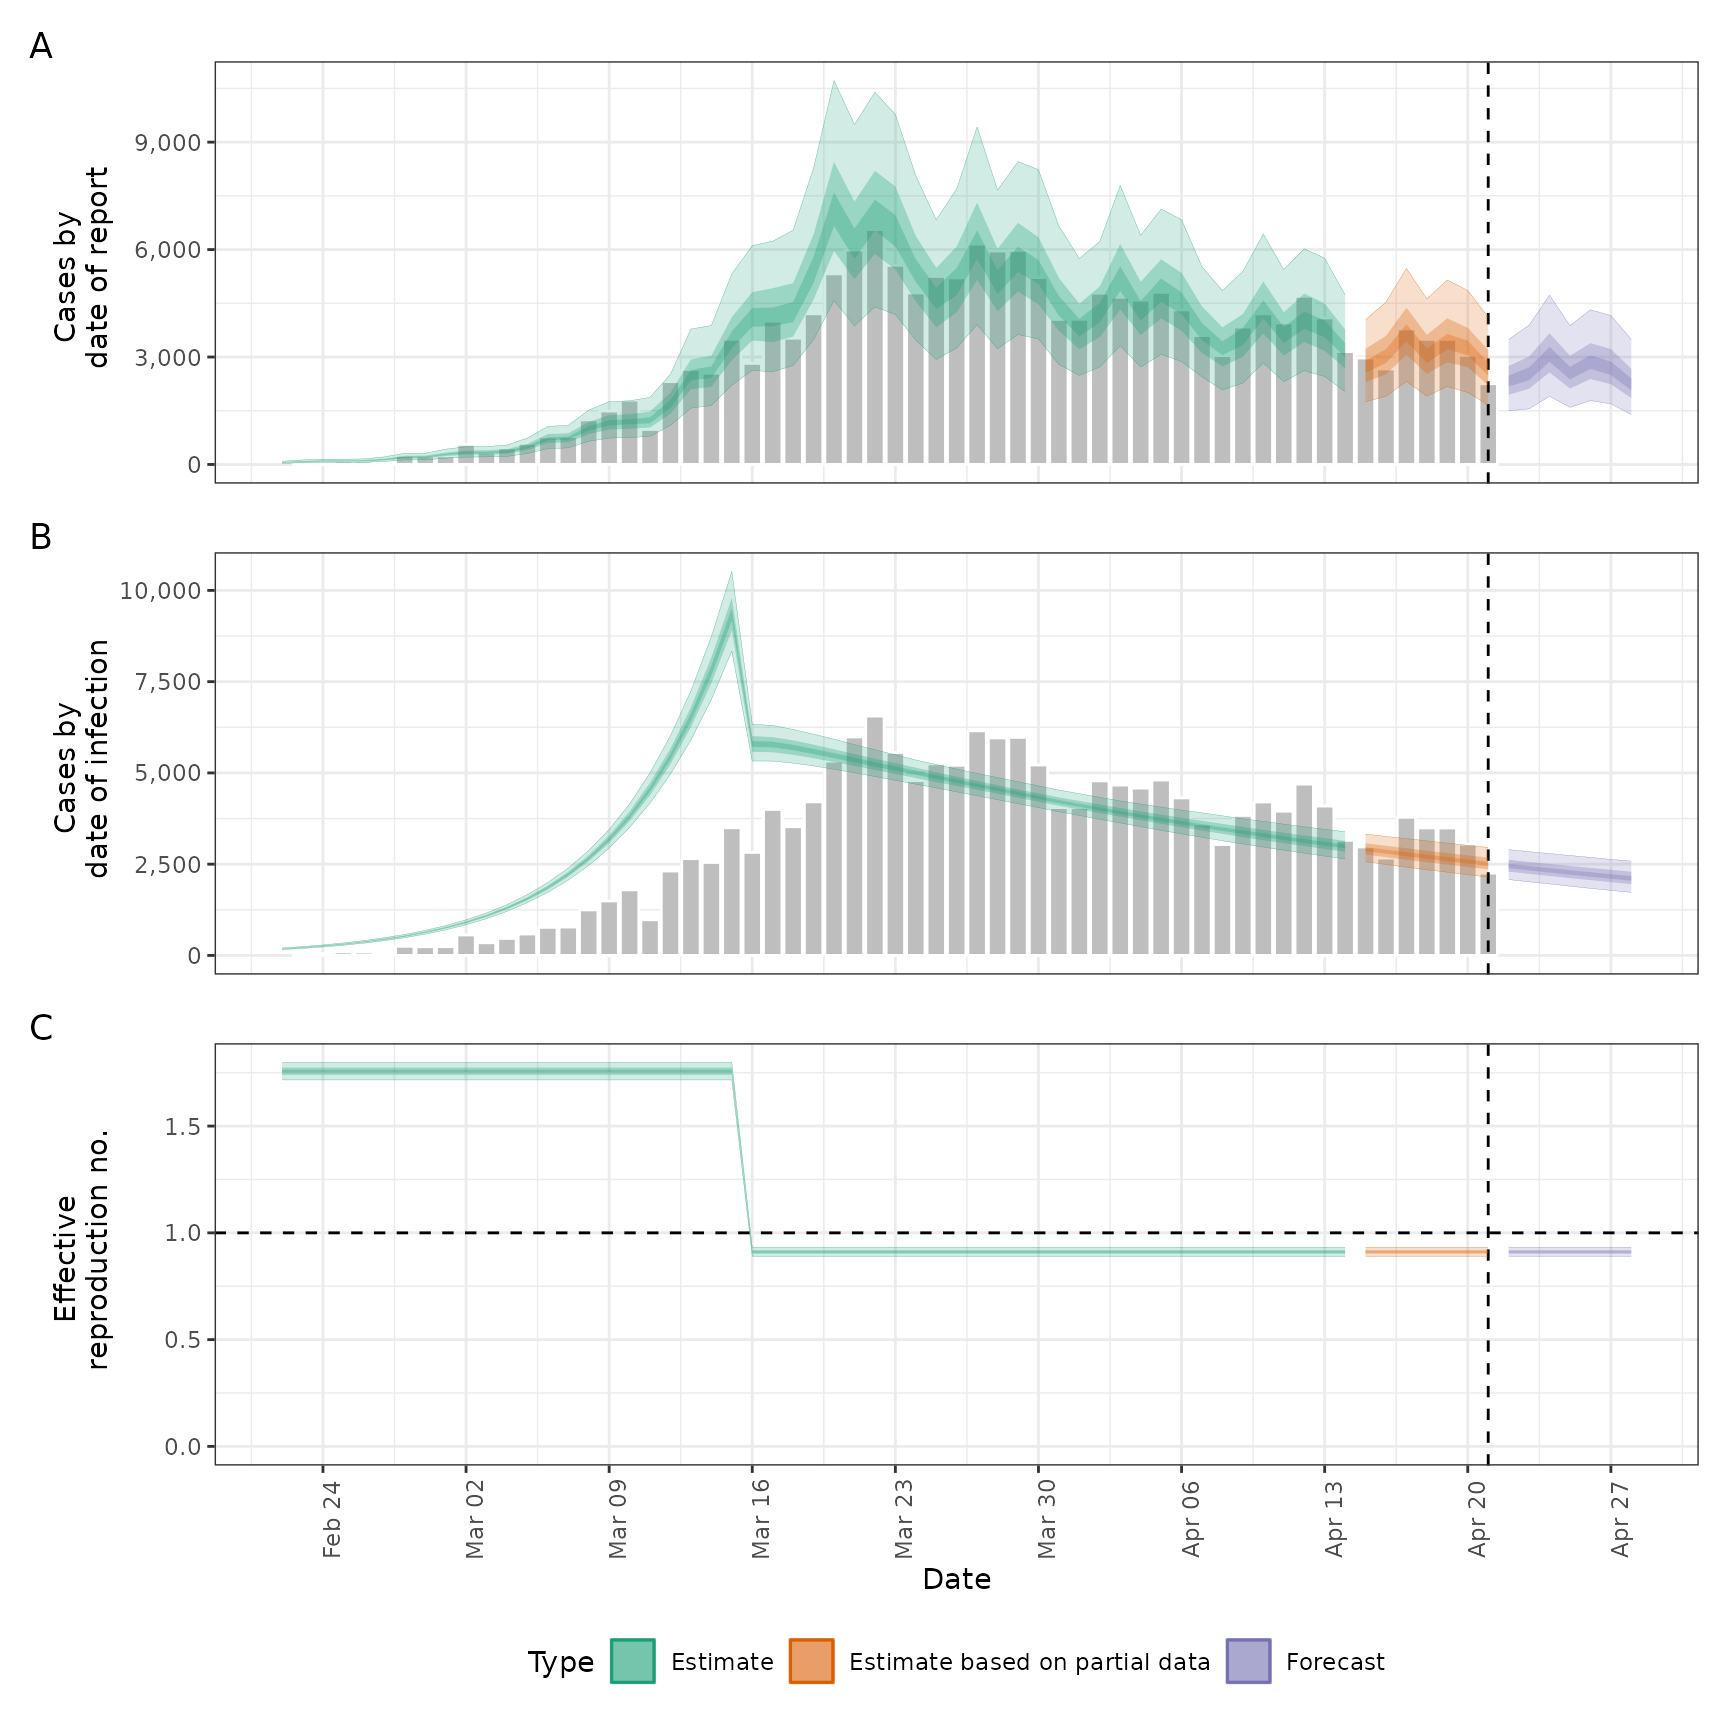 A
Cases by
date of report
9,000
6,000
3,000
0
B
Cases by
date of infection
10,000
7,500
5,000
2,500
0
C
Effective
reproduction no.
1.5
1.0
0.5
0.0
Feb 24
Mar 02
Mar 09
Mar 16
Mar 23
Mar 30
Apr 06
Apr 13
Apr 20
Apr 27
Date
Type Estimate Estimate based on partial data Forecast